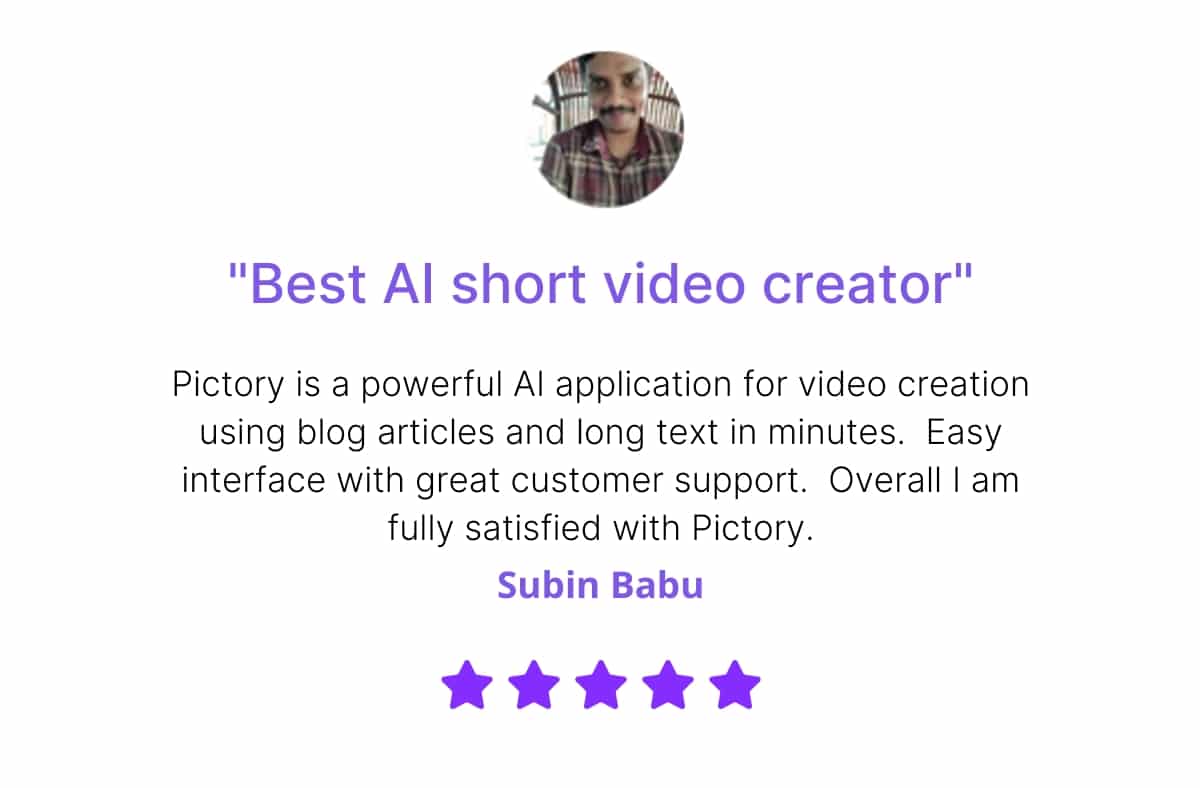 "Best AI short video creator"
Pictory is a powerful AI application for video creation
using blog articles and long text in minutes.  Easy
interface with great customer support.  Overall I am
fully satisfied with Pictory.
Subin Babu